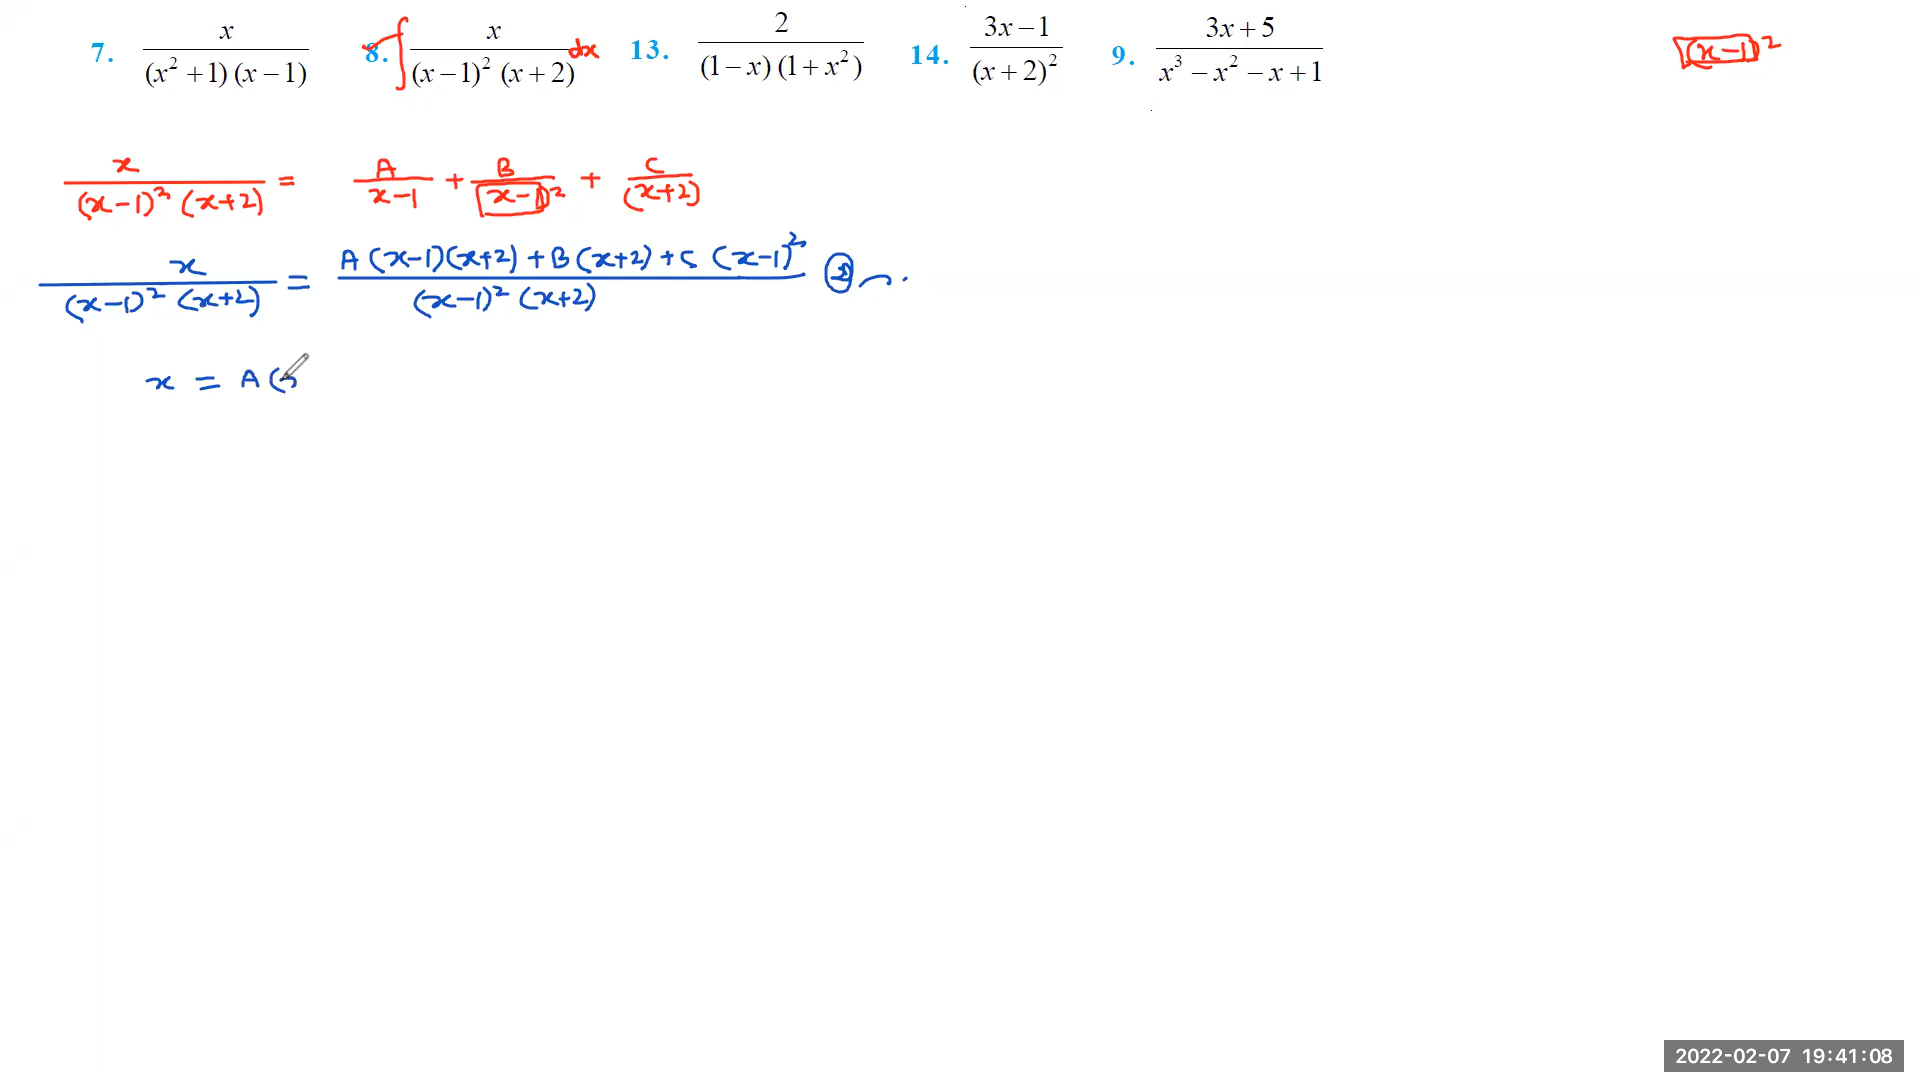 7. x/((x² + 1) (x − 1)) 8. ∫ x/((x − 1)² (x + 2)) dx 13. 2/((1 − x) (1 + x²)) 14. (3x − 1)/(x + 2)² 9. (3x + 5)/(x³ − x² − x + 1) (x − 1)²
x/((x − 1)² (x + 2)) = A/(x − 1) + B/(x − 1)² + C/(x + 2)
x/((x − 1)² (x + 2)) = (A (x − 1)(x + 2) + B (x + 2) + C (x − 1)²)/((x − 1)² (x + 2))
x = A (
2022-02-07 19:41:08